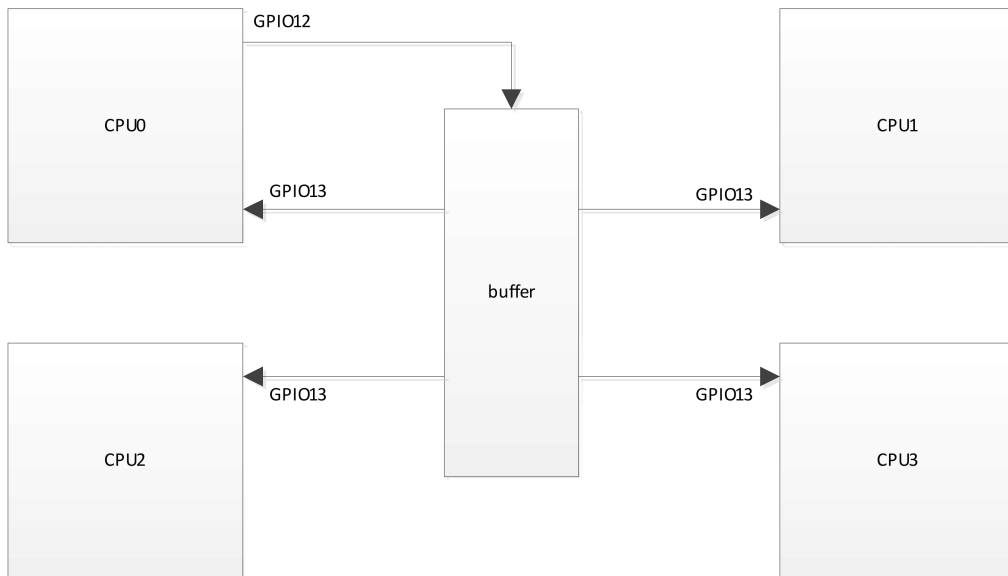 GPIO12
CPU0
CPU1
GPIO13
GPIO13
buffer
GPIO13
GPIO13
CPU2
CPU3